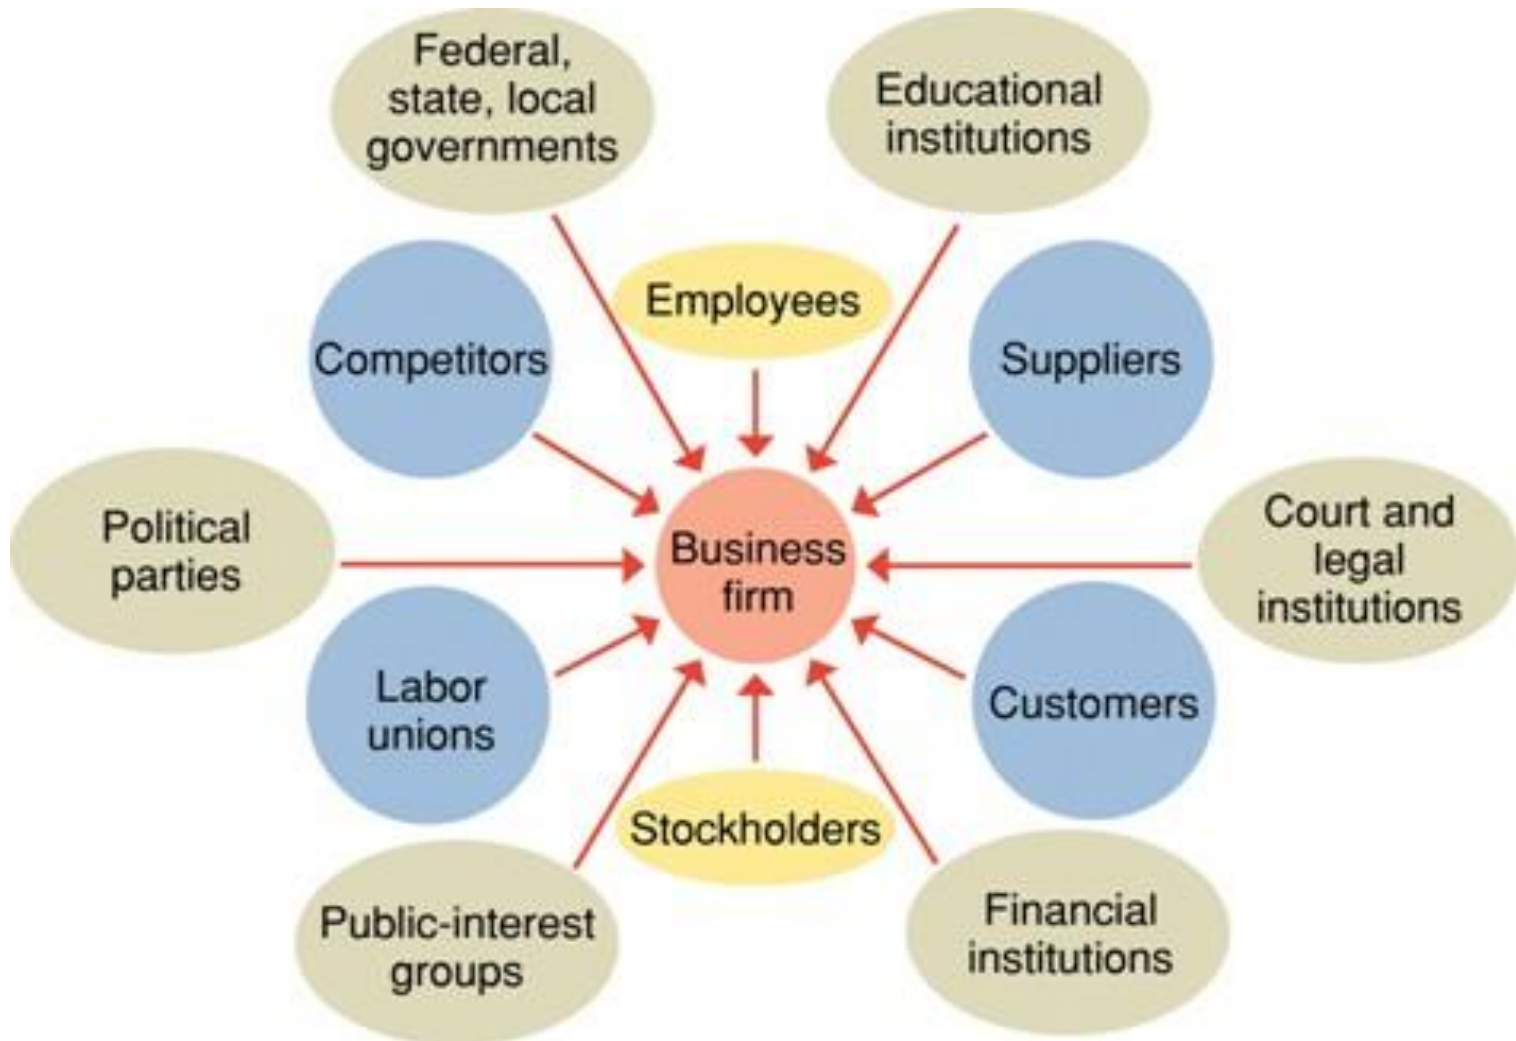 Federal,
state, local
governments
Educational
institutions
Employees
Competitors
Suppliers
Political
parties
Business
firm
Court and
legal
institutions
Labor
unions
Customers
Stockholders
Public-interest
groups
Financial
institutions